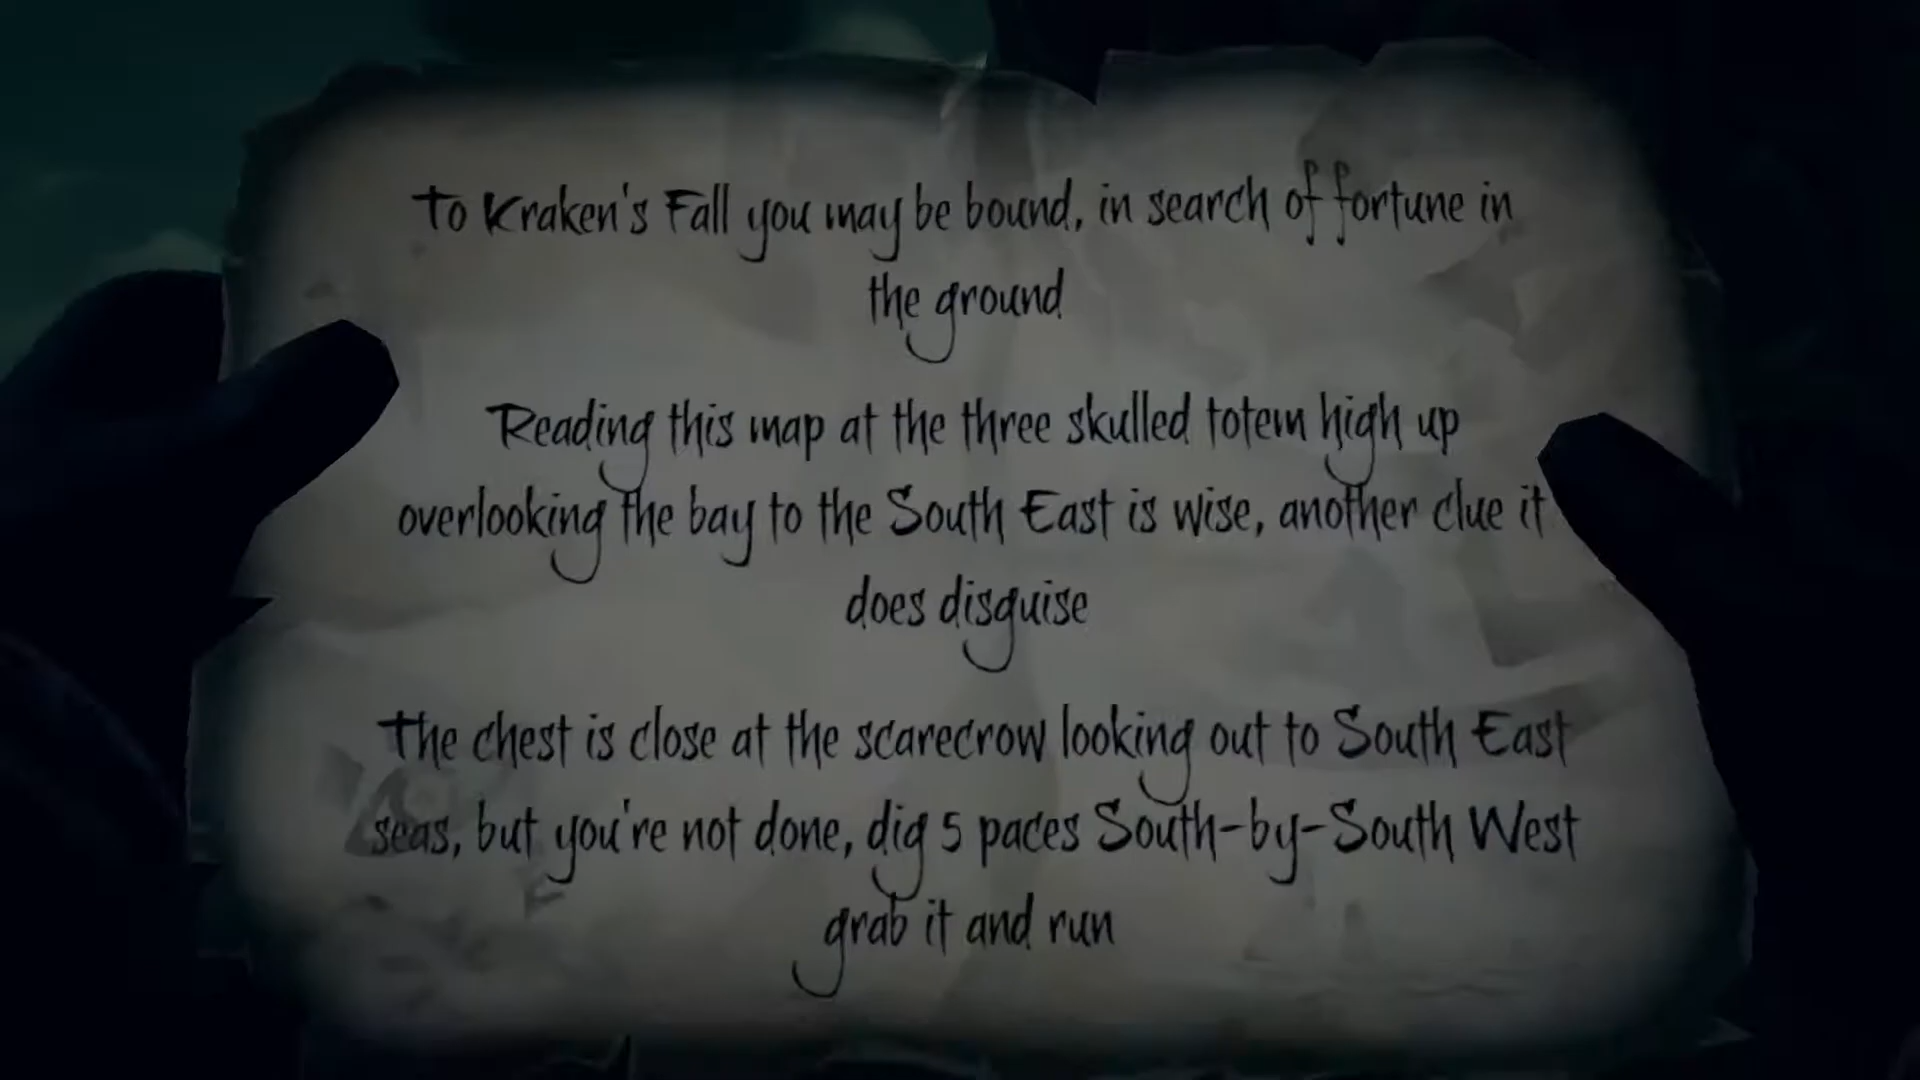 To Kraken's Fall you may be bound, in search of fortune in
the ground
Reading this map at the three skulled totem high up
overlooking the bay to the South East is wise, another clue it
does disguise
The chest is close at the scarecrow looking out to South East
seas, but you're not done, dig 5 paces South-by-South West
grab it and run